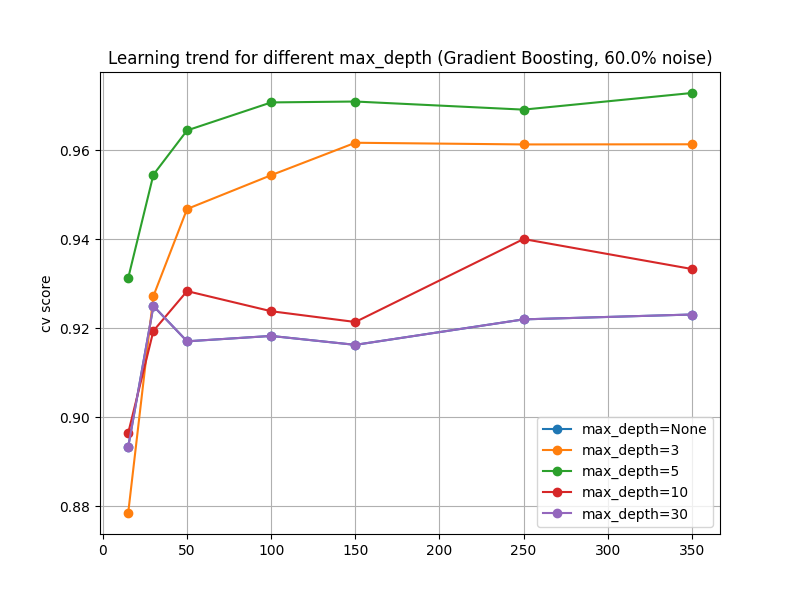 Learning trend for different max_depth (Gradient Boosting, 60.0% noise)
cv score
0.96
0.94
0.92
0.90
0.88
0
50
100
150
200
250
300
350
max_depth=None
max_depth=3
max_depth=5
max_depth=10
max_depth=30